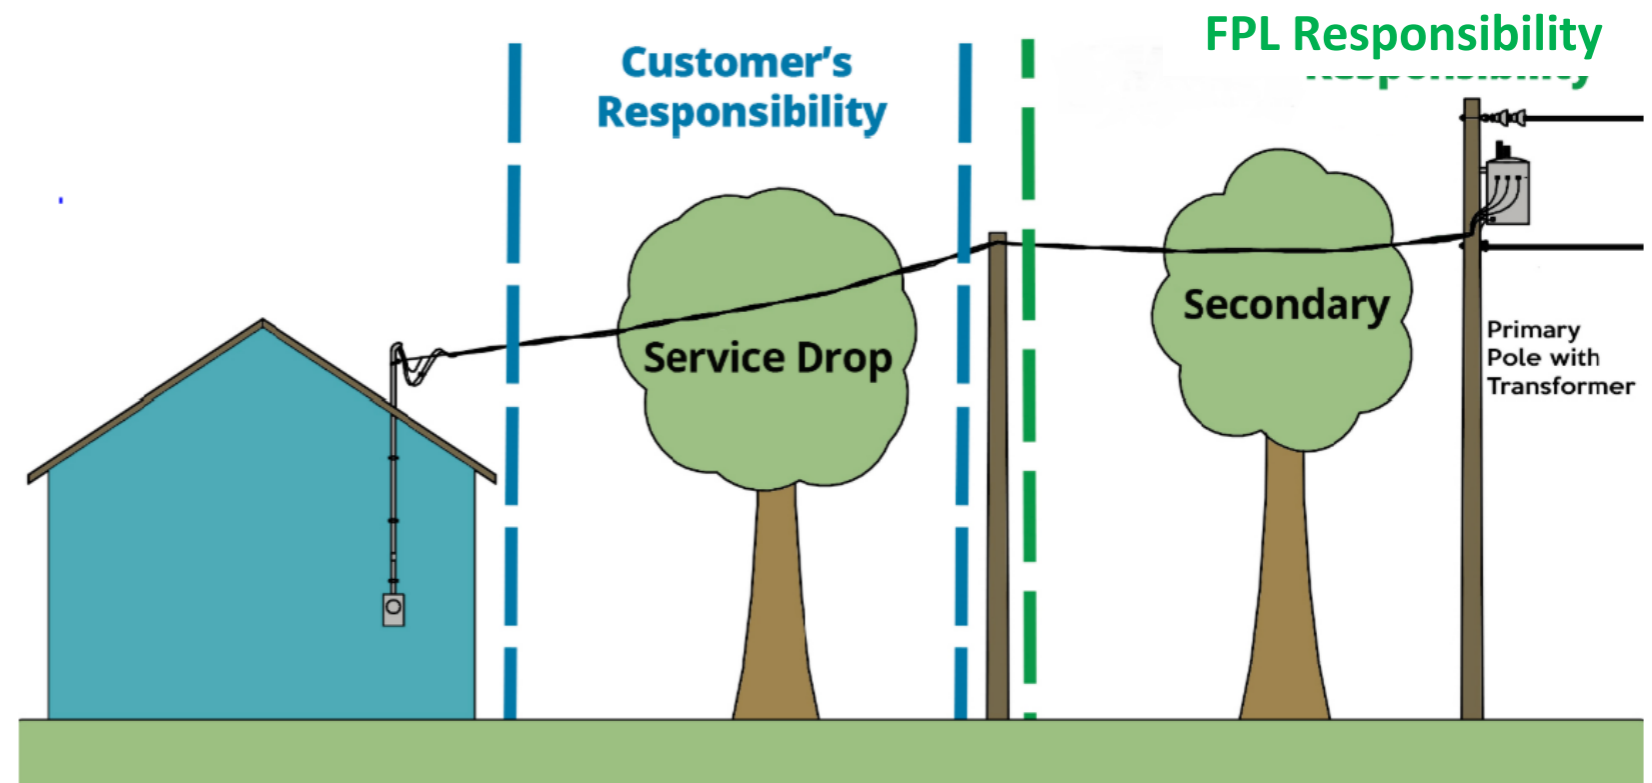 FPL Responsibility
Customer's
Responsibility
Service Drop
Secondary
Primary
Pole with
Transformer